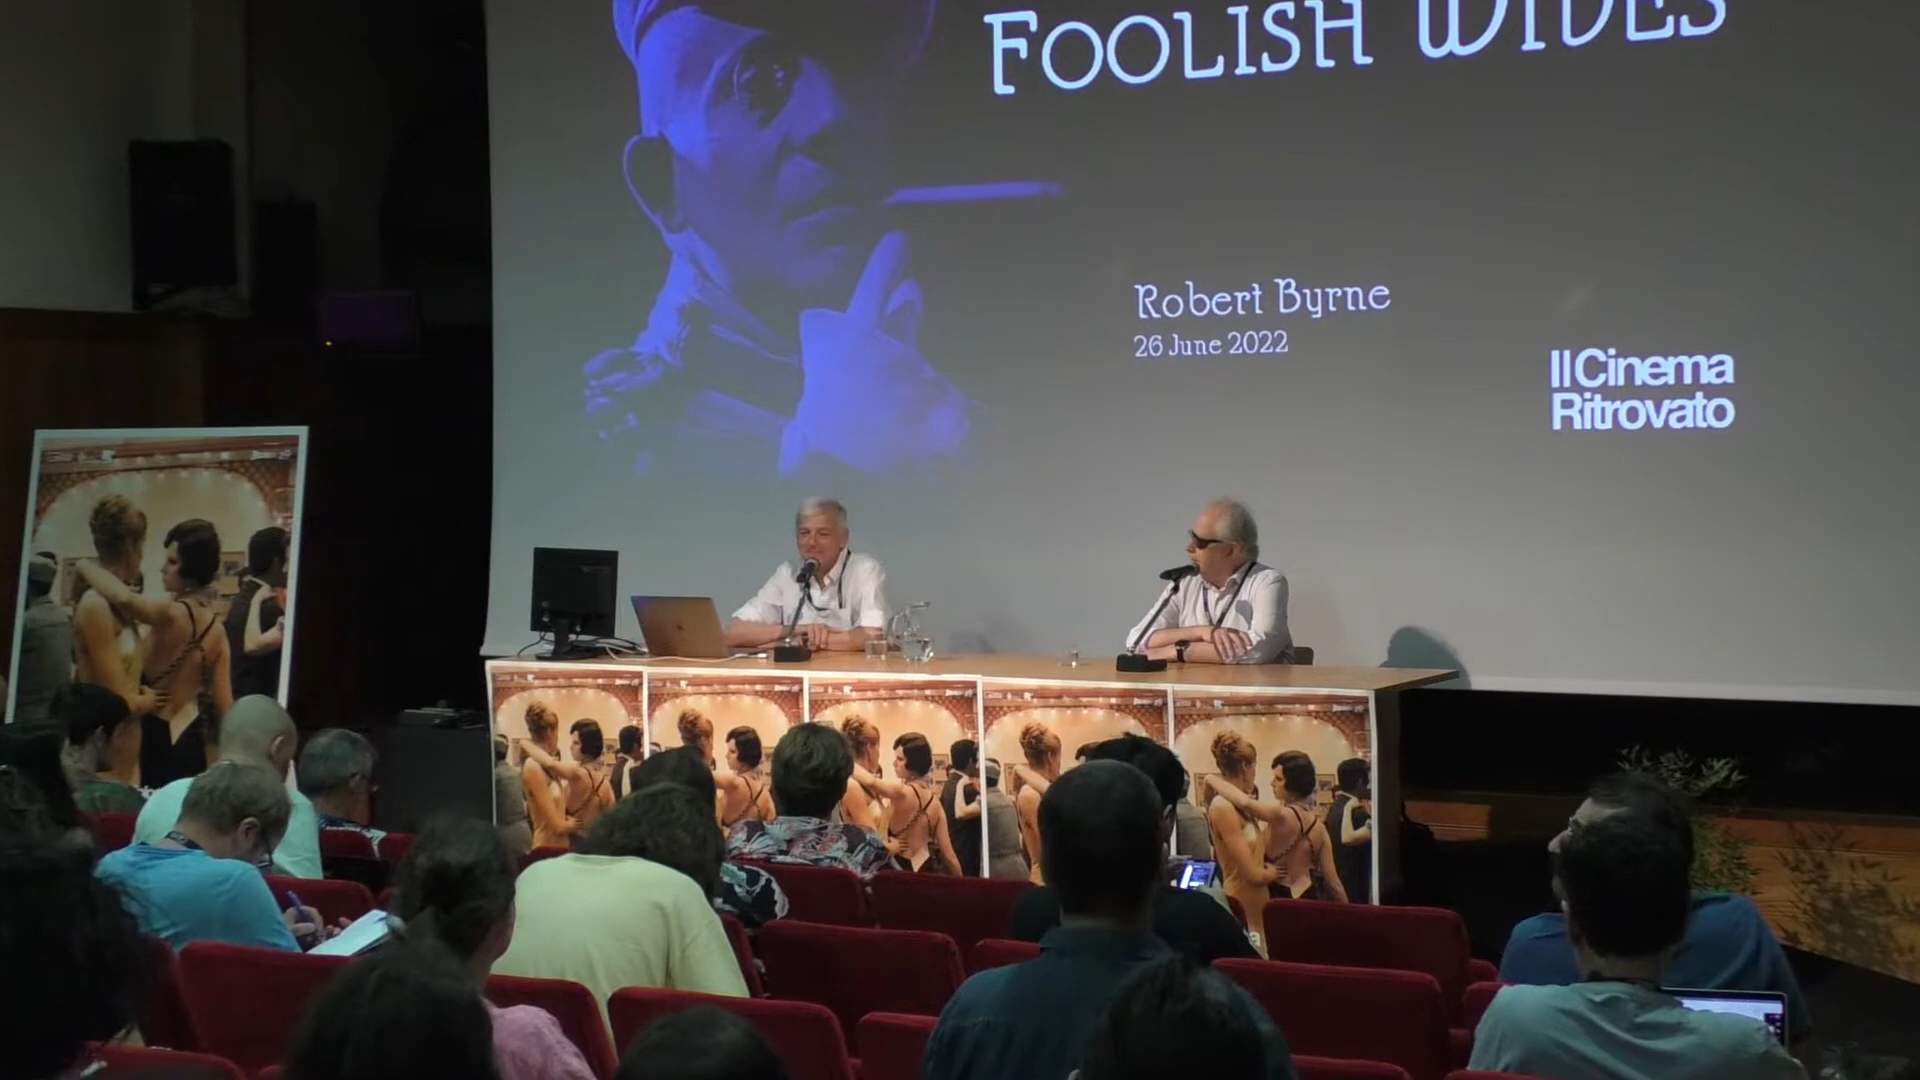 FOOLISH WIVES
Robert Byrne
26 June 2022
Il Cinema
Ritrovato